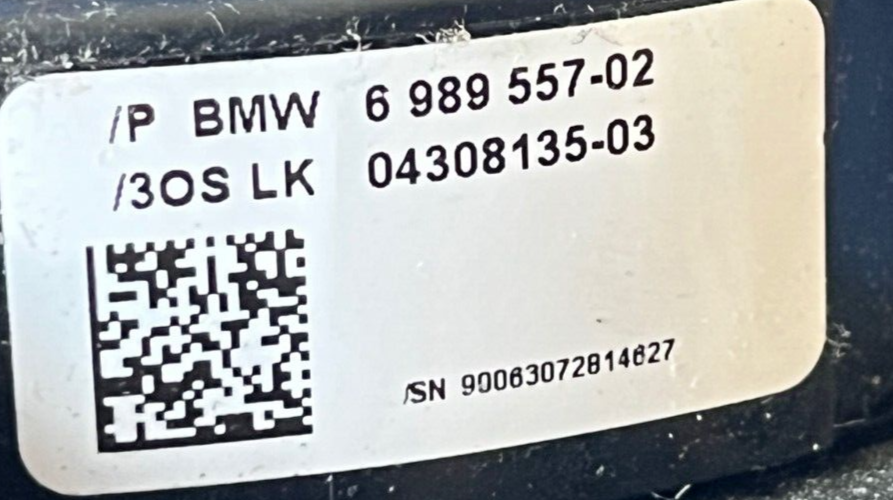 /P BMW 6 989 557-02
/3OS LK 04308135-03
/SN 90063072814627